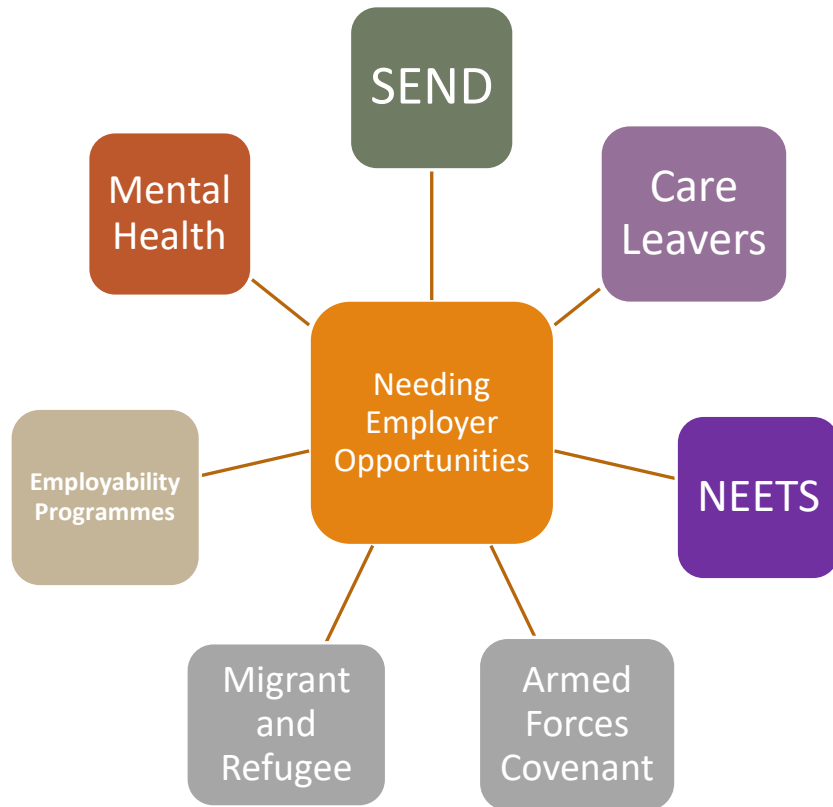 SEND
Care
Leavers
NEETS
Armed
Forces
Covenant
Migrant
and
Refugee
Employability
Programmes
Mental
Health
Needing
Employer
Opportunities